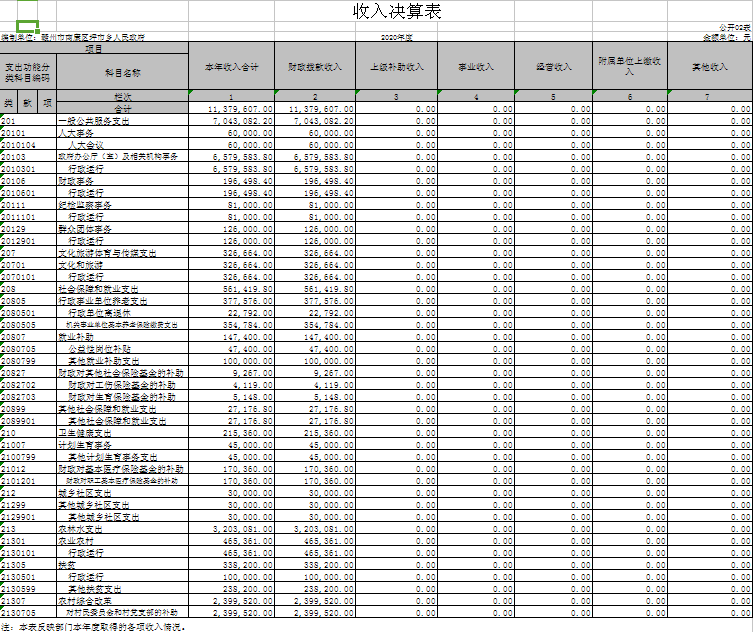 收入决算表
公开02表
编制单位：赣州市南康区坪市乡人民政府 2020年度 金额单位：元
项目 本年收入合计 财政拨款收入 上级补助收入 事业收入 经营收入 附属单位上缴收入 其他收入
支出功能分类科目编码 科目名称
类 款 项 栏次 1 2 3 4 5 6 7
合计 11,379,607.00 11,379,607.00 0.00 0.00 0.00 0.00 0.00
201 一般公共服务支出 7,043,082.20 7,043,082.20 0.00 0.00 0.00 0.00 0.00
20101 人大事务 60,000.00 60,000.00 0.00 0.00 0.00 0.00 0.00
2010104 人大会议 60,000.00 60,000.00 0.00 0.00 0.00 0.00 0.00
20103 政府办公厅（室）及相关机构事务 6,579,583.80 6,579,583.80 0.00 0.00 0.00 0.00 0.00
2010301 行政运行 6,579,583.80 6,579,583.80 0.00 0.00 0.00 0.00 0.00
20106 财政事务 196,498.40 196,498.40 0.00 0.00 0.00 0.00 0.00
2010601 行政运行 196,498.40 196,498.40 0.00 0.00 0.00 0.00 0.00
20111 纪检监察事务 81,000.00 81,000.00 0.00 0.00 0.00 0.00 0.00
2011101 行政运行 81,000.00 81,000.00 0.00 0.00 0.00 0.00 0.00
20129 群众团体事务 126,000.00 126,000.00 0.00 0.00 0.00 0.00 0.00
2012901 行政运行 126,000.00 126,000.00 0.00 0.00 0.00 0.00 0.00
207 文化旅游体育与传媒支出 326,664.00 326,664.00 0.00 0.00 0.00 0.00 0.00
20701 文化和旅游 326,664.00 326,664.00 0.00 0.00 0.00 0.00 0.00
2070101 行政运行 326,664.00 326,664.00 0.00 0.00 0.00 0.00 0.00
208 社会保障和就业支出 561,419.80 561,419.80 0.00 0.00 0.00 0.00 0.00
20805 行政事业单位养老支出 377,576.00 377,576.00 0.00 0.00 0.00 0.00 0.00
2080501 行政单位离退休 22,792.00 22,792.00 0.00 0.00 0.00 0.00 0.00
2080505 机关事业单位基本养老保险缴费支出 354,784.00 354,784.00 0.00 0.00 0.00 0.00 0.00
20807 就业补助 147,400.00 147,400.00 0.00 0.00 0.00 0.00 0.00
2080705 公益性岗位补贴 47,400.00 47,400.00 0.00 0.00 0.00 0.00 0.00
2080799 其他就业补助支出 100,000.00 100,000.00 0.00 0.00 0.00 0.00 0.00
20827 财政对其他社会保险基金的补助 9,267.00 9,267.00 0.00 0.00 0.00 0.00 0.00
2082702 财政对工伤保险基金的补助 4,119.00 4,119.00 0.00 0.00 0.00 0.00 0.00
2082703 财政对生育保险基金的补助 5,148.00 5,148.00 0.00 0.00 0.00 0.00 0.00
20899 其他社会保障和就业支出 27,176.80 27,176.80 0.00 0.00 0.00 0.00 0.00
2089901 其他社会保障和就业支出 27,176.80 27,176.80 0.00 0.00 0.00 0.00 0.00
210 卫生健康支出 215,360.00 215,360.00 0.00 0.00 0.00 0.00 0.00
21007 计划生育事务 45,000.00 45,000.00 0.00 0.00 0.00 0.00 0.00
2100799 其他计划生育事务支出 45,000.00 45,000.00 0.00 0.00 0.00 0.00 0.00
21012 财政对基本医疗保险基金的补助 170,360.00 170,360.00 0.00 0.00 0.00 0.00 0.00
2101201 财政对职工基本医疗保险基金的补助 170,360.00 170,360.00 0.00 0.00 0.00 0.00 0.00
212 城乡社区支出 30,000.00 30,000.00 0.00 0.00 0.00 0.00 0.00
21299 其他城乡社区支出 30,000.00 30,000.00 0.00 0.00 0.00 0.00 0.00
2129901 其他城乡社区支出 30,000.00 30,000.00 0.00 0.00 0.00 0.00 0.00
213 农林水支出 3,203,081.00 3,203,081.00 0.00 0.00 0.00 0.00 0.00
21301 农业农村 465,361.00 465,361.00 0.00 0.00 0.00 0.00 0.00
2130101 行政运行 465,361.00 465,361.00 0.00 0.00 0.00 0.00 0.00
21305 扶贫 338,200.00 338,200.00 0.00 0.00 0.00 0.00 0.00
2130501 行政运行 100,000.00 100,000.00 0.00 0.00 0.00 0.00 0.00
2130599 其他扶贫支出 238,200.00 238,200.00 0.00 0.00 0.00 0.00 0.00
21307 农村综合改革 2,399,520.00 2,399,520.00 0.00 0.00 0.00 0.00 0.00
2130705 对村民委员会和村党支部的补助 2,399,520.00 2,399,520.00 0.00 0.00 0.00 0.00 0.00
注：本表反映部门本年度取得的各项收入情况。